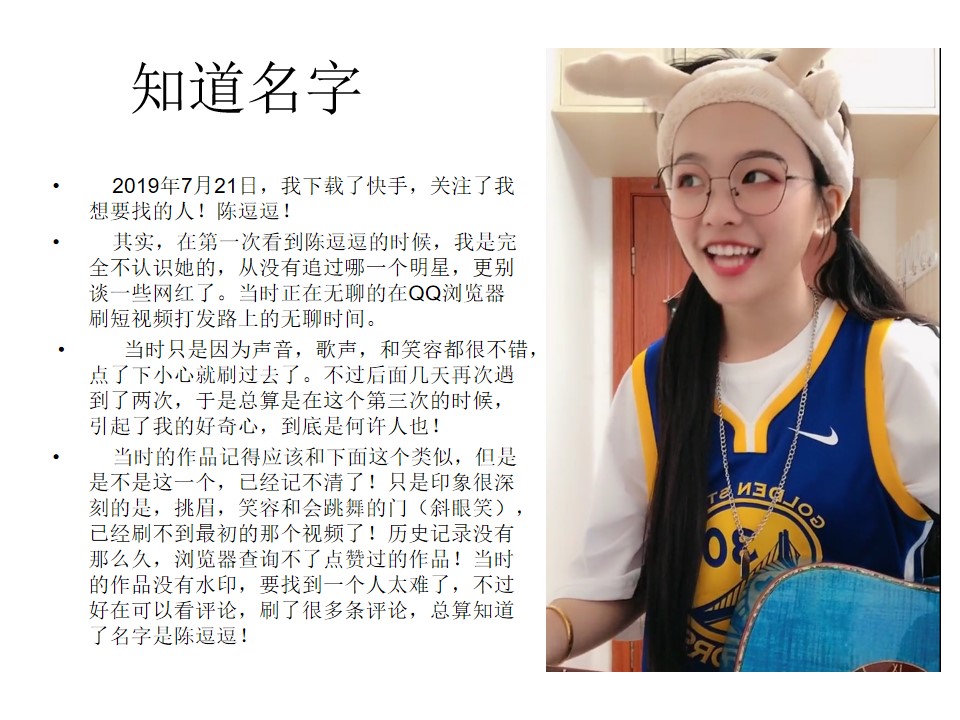 知道名字
• 2019年7月21日，我下载了快手，关注了我
想要找的人！陈逗逗！
• 其实，在第一次看到陈逗逗的时候，我是完
全不认识她的，从没有追过哪一个明星，更别
谈一些网红了。当时正在无聊的在QQ浏览器
刷短视频打发路上的无聊时间。
• 当时只是因为声音，歌声，和笑容都很不错，
点了下小心就刷过去了。不过后面几天再次遇
到了两次，于是总算是在这个第三次的时候，
引起了我的好奇心，到底是何许人也！
• 当时的作品记得应该和下面这个类似，但是
是不是这一个，已经记不清了！只是印象很深
刻的是，挑眉，笑容和会跳舞的门（斜眼笑），
已经刷不到最初的那个视频了！历史记录没有
那么久，浏览器查询不了点赞过的作品！当时
的作品没有水印，要找到一个人太难了，不过
好在可以看评论，刷了很多条评论，总算知道
了名字是陈逗逗！
GOLDEN ST
30